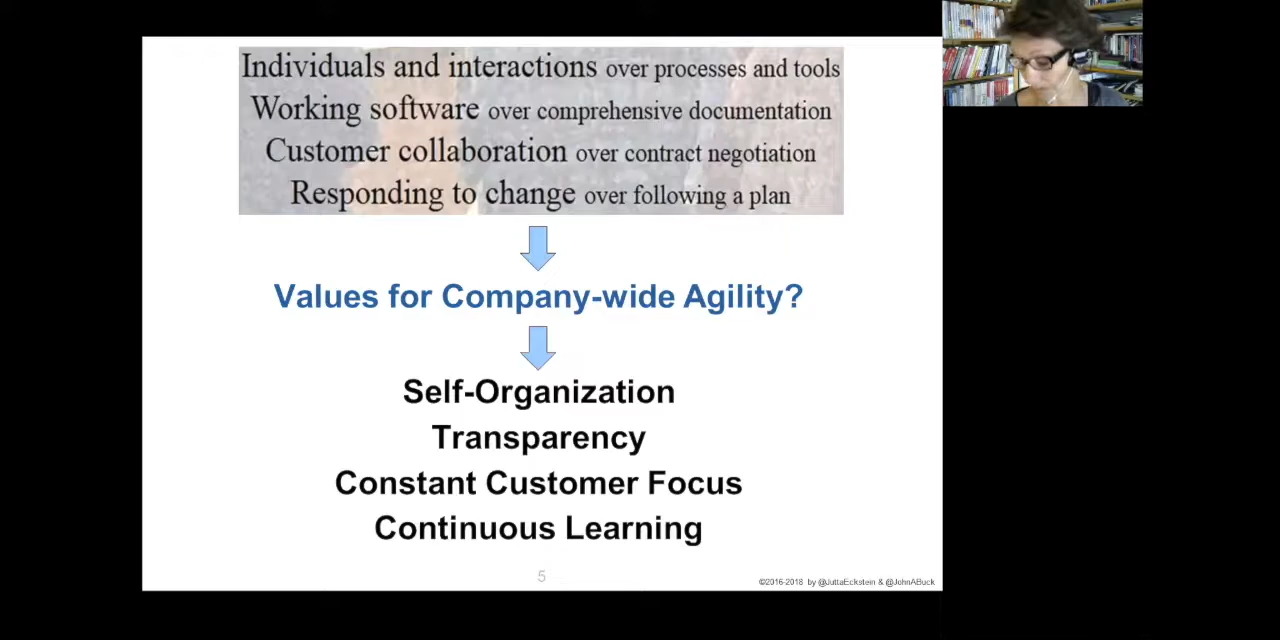 Individuals and interactions over processes and tools
Working software over comprehensive documentation
Customer collaboration over contract negotiation
Responding to change over following a plan
Values for Company-wide Agility?
Self-Organization
Transparency
Constant Customer Focus
Continuous Learning
5
©2016-2018 by @JuttaEckstein & @JohnABuck